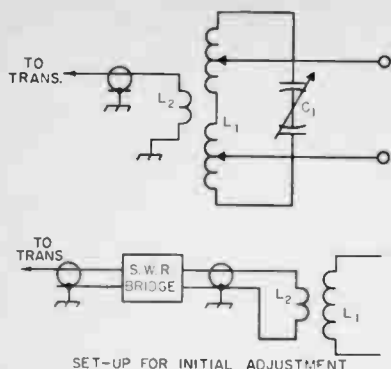 TO
TRANS.
L2
L1
C1
TO
TRANS
S.W.R
BRIDGE
L2
L1
SET-UP FOR INITIAL ADJUSTMENT